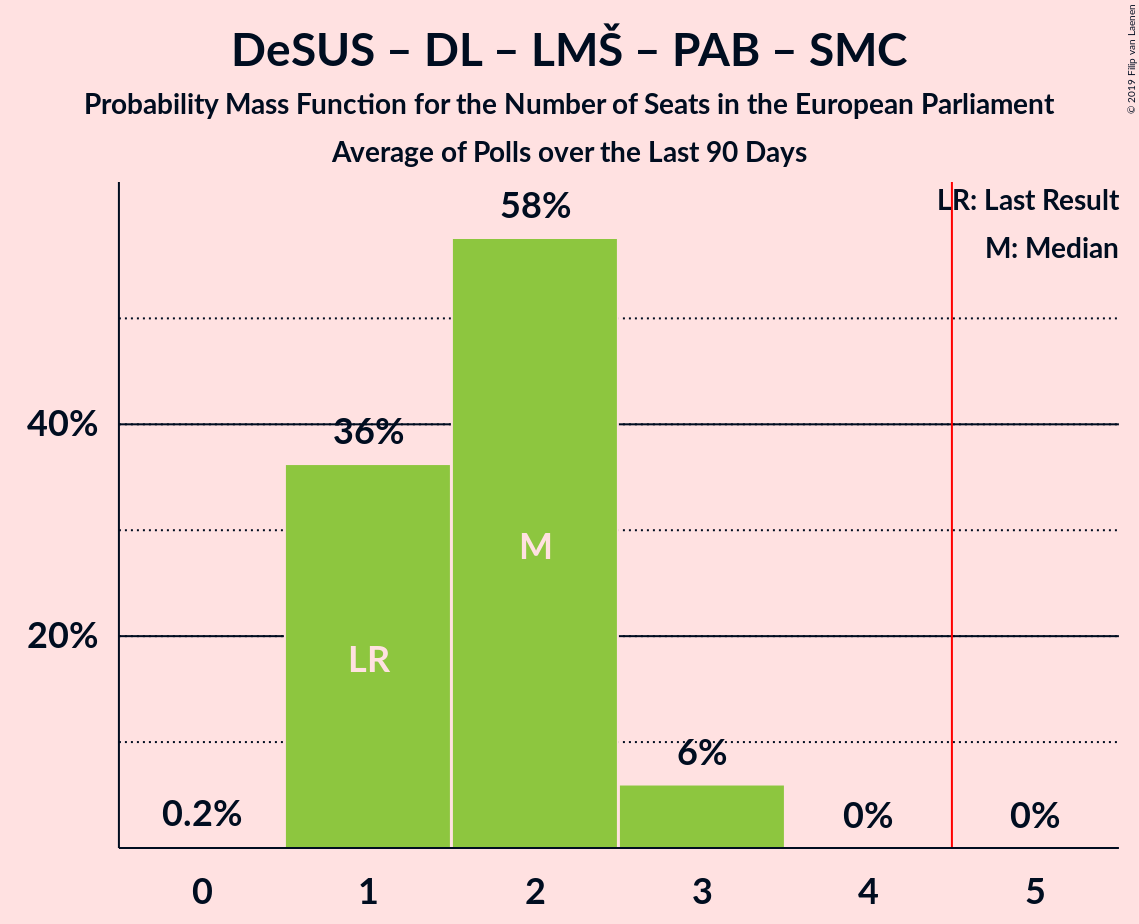 DeSUS – DL – LMŠ – PAB – SMC
Probability Mass Function for the Number of Seats in the European Parliament
Average of Polls over the Last 90 Days
© 2019 Filip van Laenen
LR: Last Result
M: Median
58%
40%
36%
M
20%
LR
6%
0.2%
0%
0%
0 1 2 3 4 5